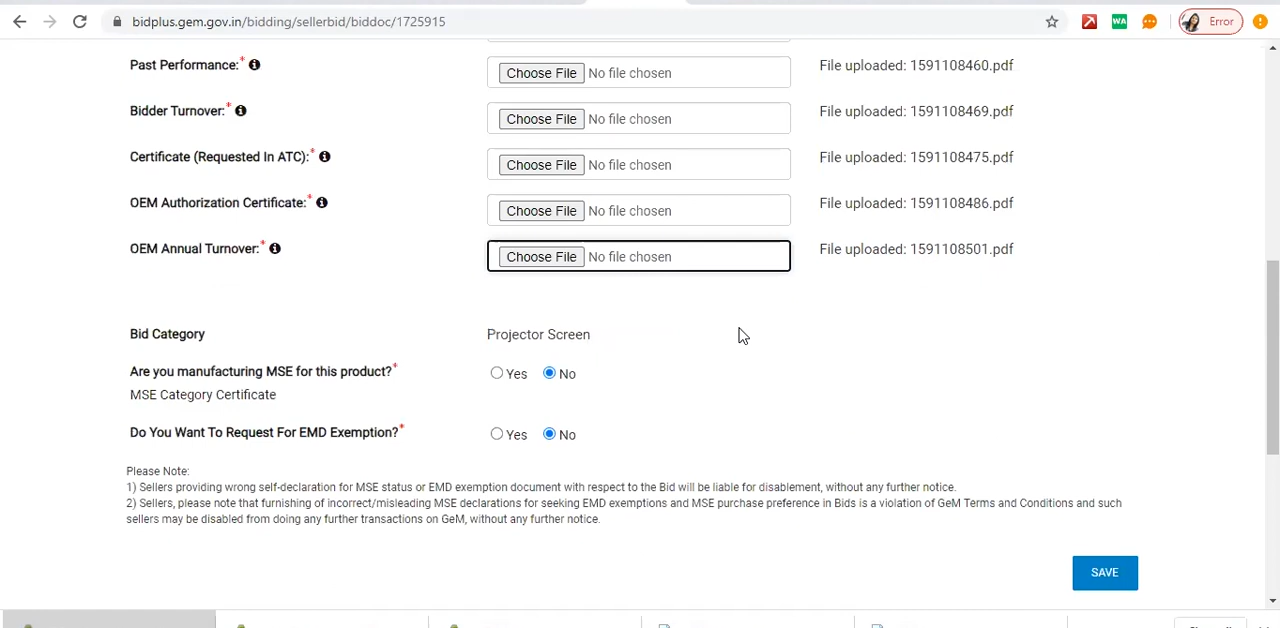 bidplus.gem.gov.in/bidding/sellerbid/biddoc/1725915
WA
Error
Past Performance:* Choose File No file chosen File uploaded: 1591108460.pdf
Bidder Turnover:* Choose File No file chosen File uploaded: 1591108469.pdf
Certificate (Requested In ATC):* Choose File No file chosen File uploaded: 1591108475.pdf
OEM Authorization Certificate:* Choose File No file chosen File uploaded: 1591108486.pdf
OEM Annual Turnover:* Choose File No file chosen File uploaded: 1591108501.pdf
Bid Category Projector Screen
Are you manufacturing MSE for this product?* Yes No
MSE Category Certificate
Do You Want To Request For EMD Exemption?* Yes No
Please Note:
1) Sellers providing wrong self-declaration for MSE status or EMD exemption document with respect to the Bid will be liable for disablement, without any further notice.
2) Sellers, please note that furnishing of incorrect/misleading MSE declarations for seeking EMD exemptions and MSE purchase preference in Bids is a violation of GeM Terms and Conditions and such
sellers may be disabled from doing any further transactions on GeM, without any further notice.
SAVE